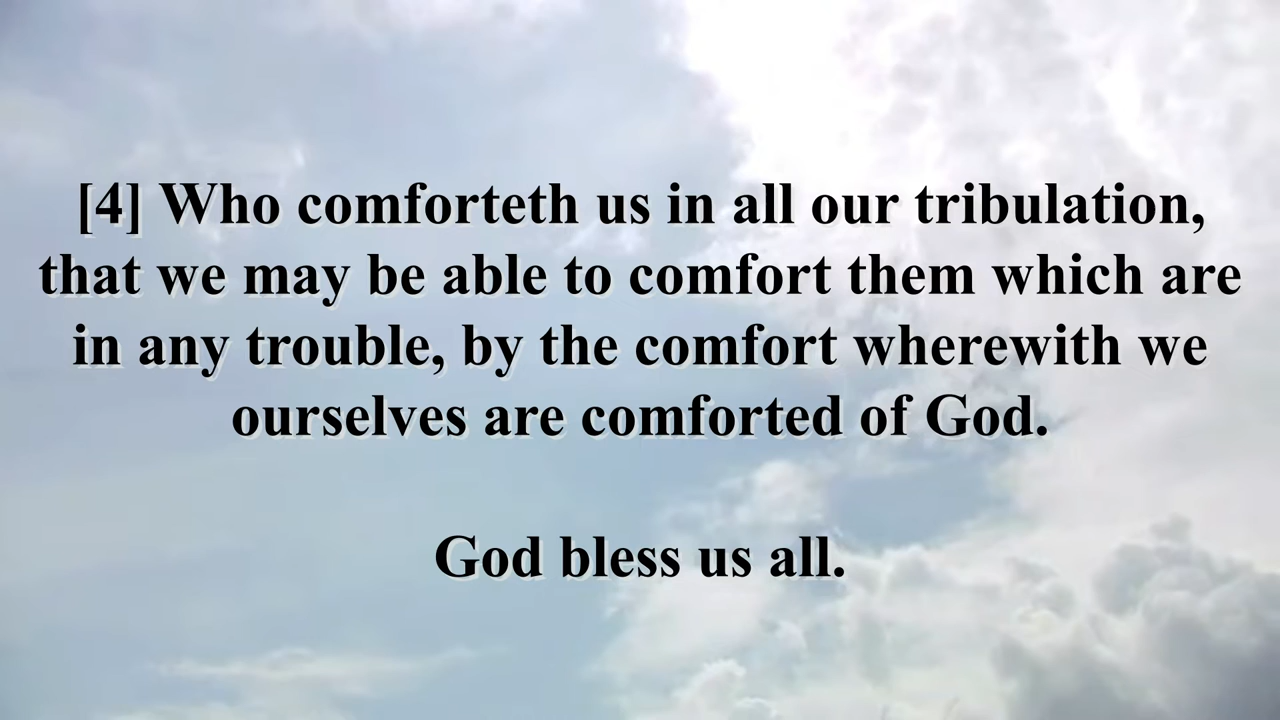 [4] Who comforteth us in all our tribulation,
that we may be able to comfort them which are
in any trouble, by the comfort wherewith we
ourselves are comforted of God.
God bless us all.